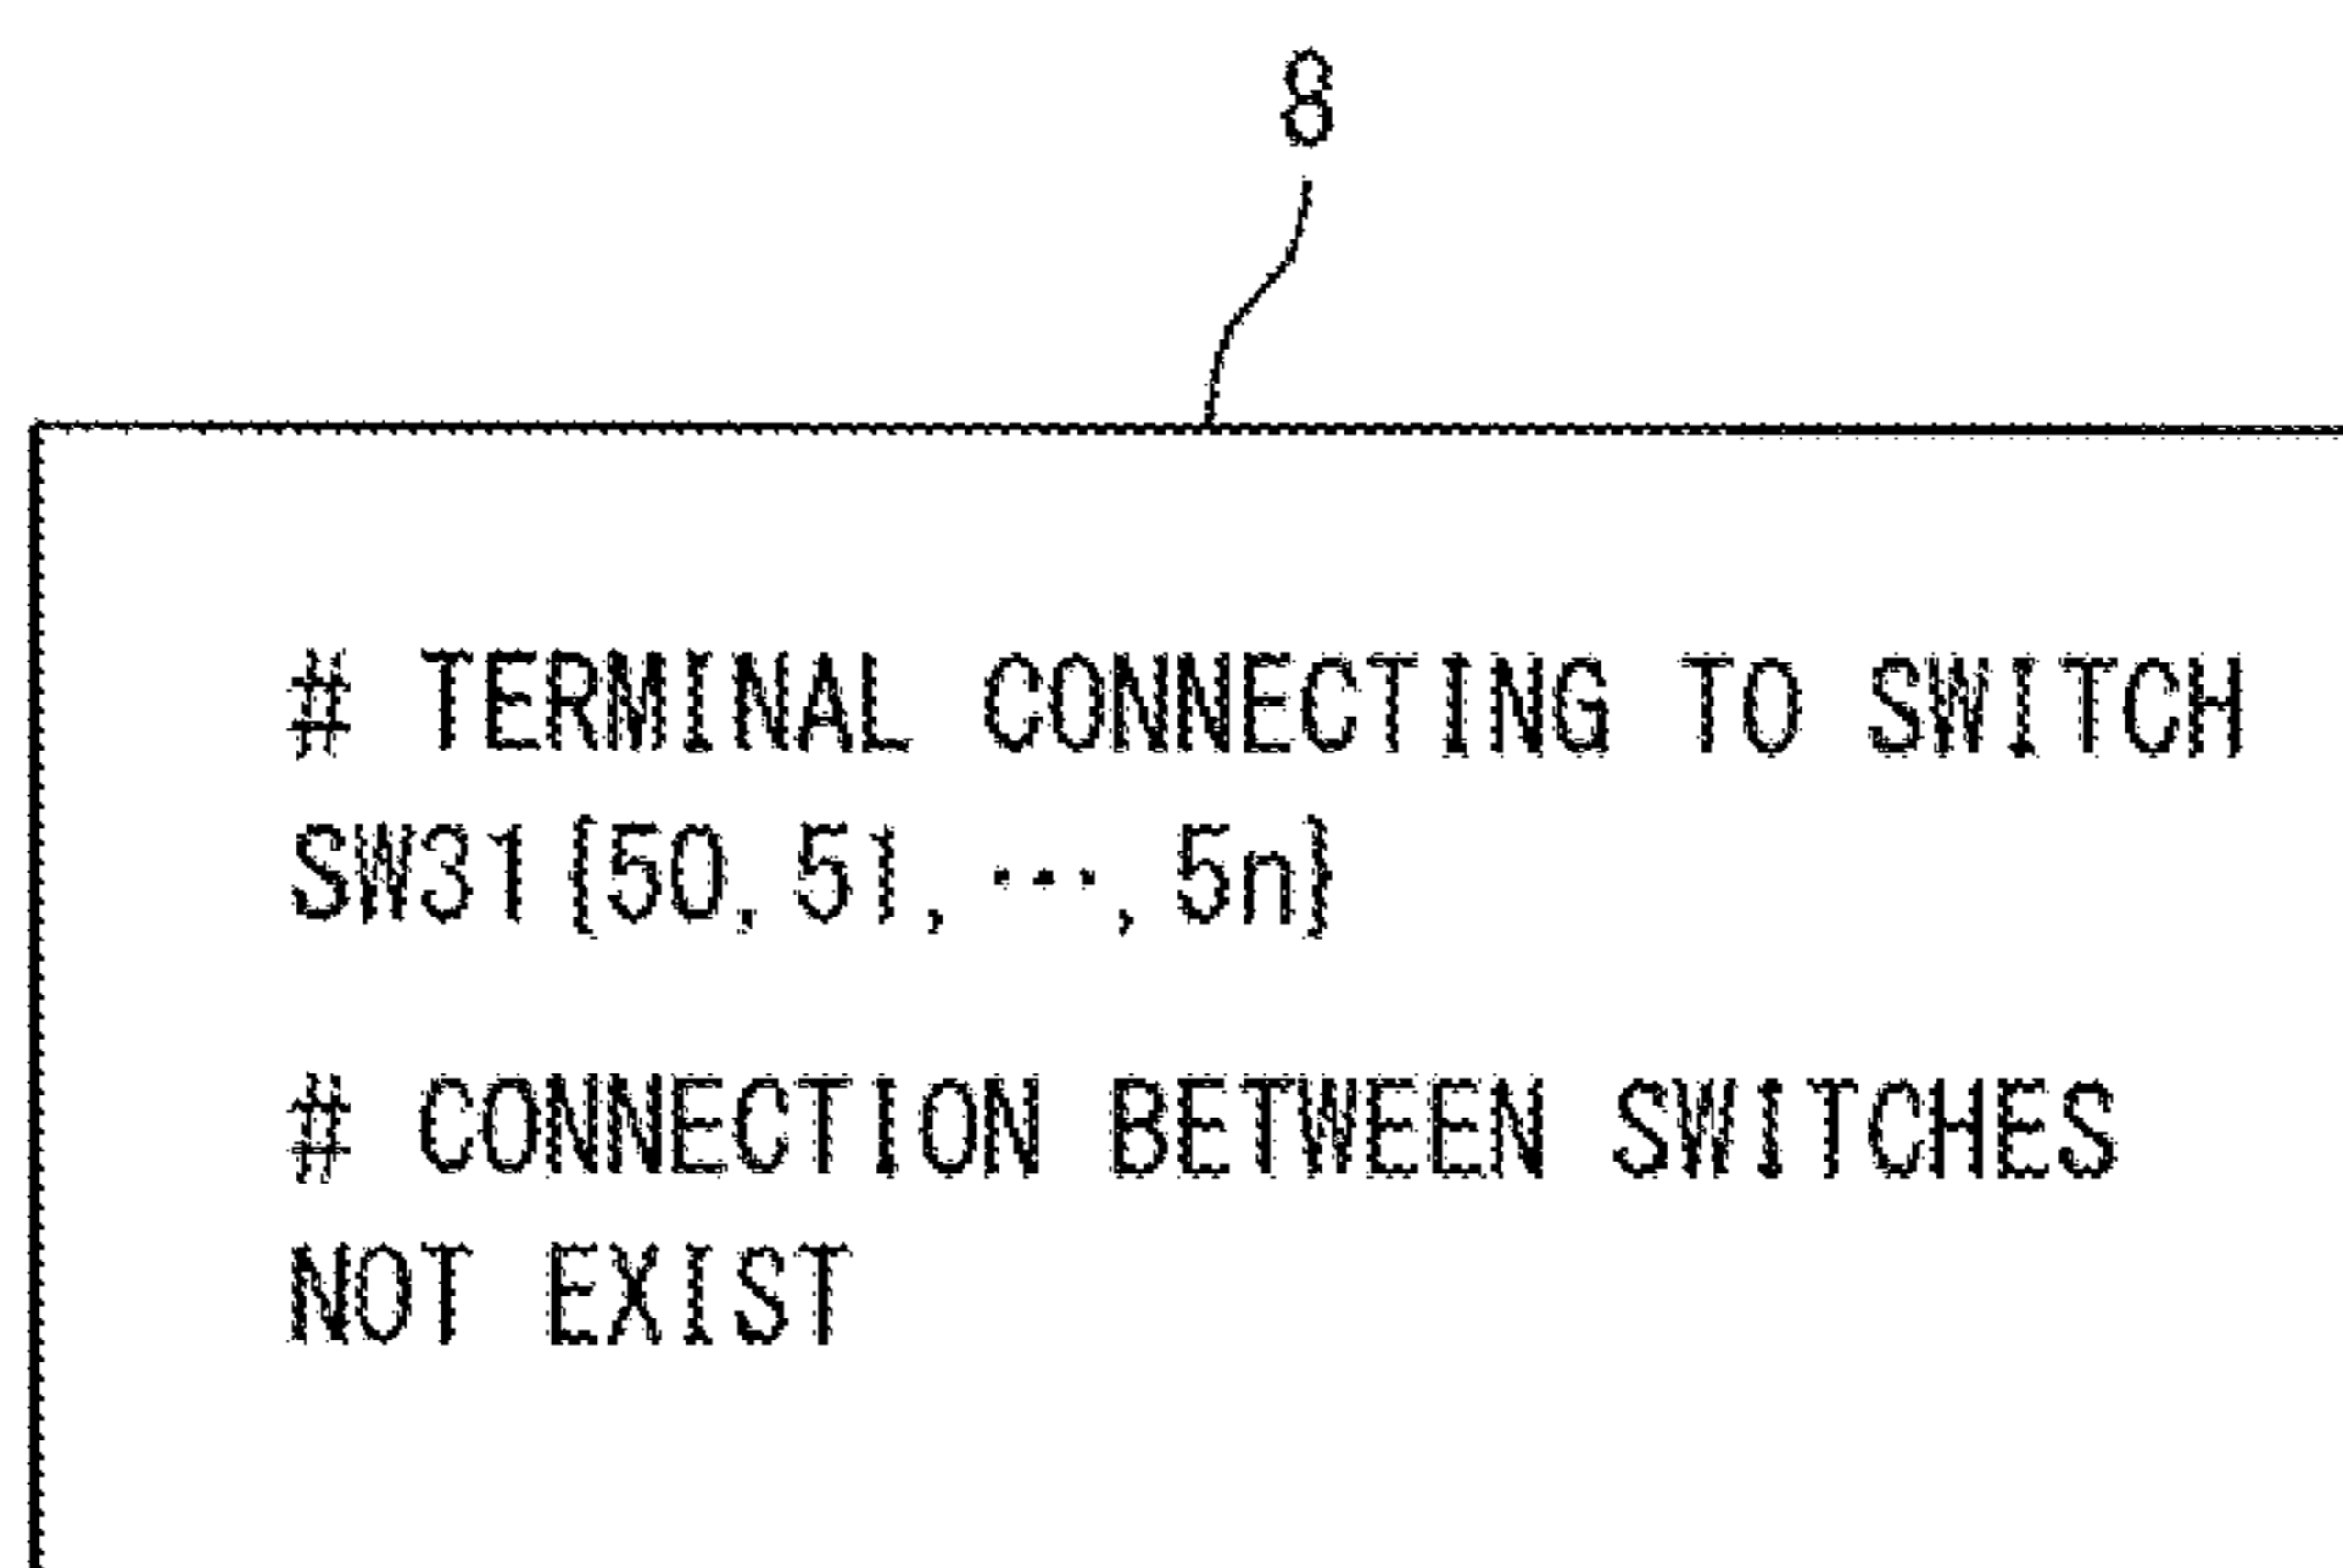 8
# TERMINAL CONNECTING TO SWITCH
SW31{50, 51, ···, 5n}
# CONNECTION BETWEEN SWITCHES
NOT EXIST